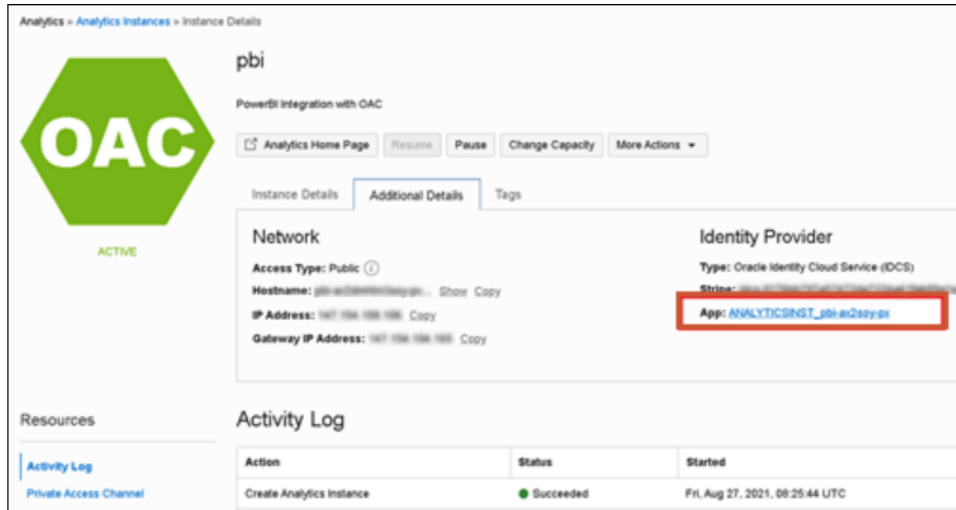 Analytics » Analytics Instances » Instance Details
OAC
ACTIVE
pbi
PowerBI Integration with OAC
Analytics Home Page
Resume
Pause
Change Capacity
More Actions
Instance Details
Additional Details
Tags
Network
Access Type: Public
Hostname: Show Copy
IP Address: Copy
Gateway IP Address: Copy
Identity Provider
Type: Oracle Identity Cloud Service (IDCS)
Stripe:
App: ANALYTICSINST_pbi-ax2soy-px
Resources
Activity Log
Private Access Channel
Activity Log
Action Status Started
Create Analytics Instance Succeeded Fri, Aug 27, 2021, 08:25:44 UTC